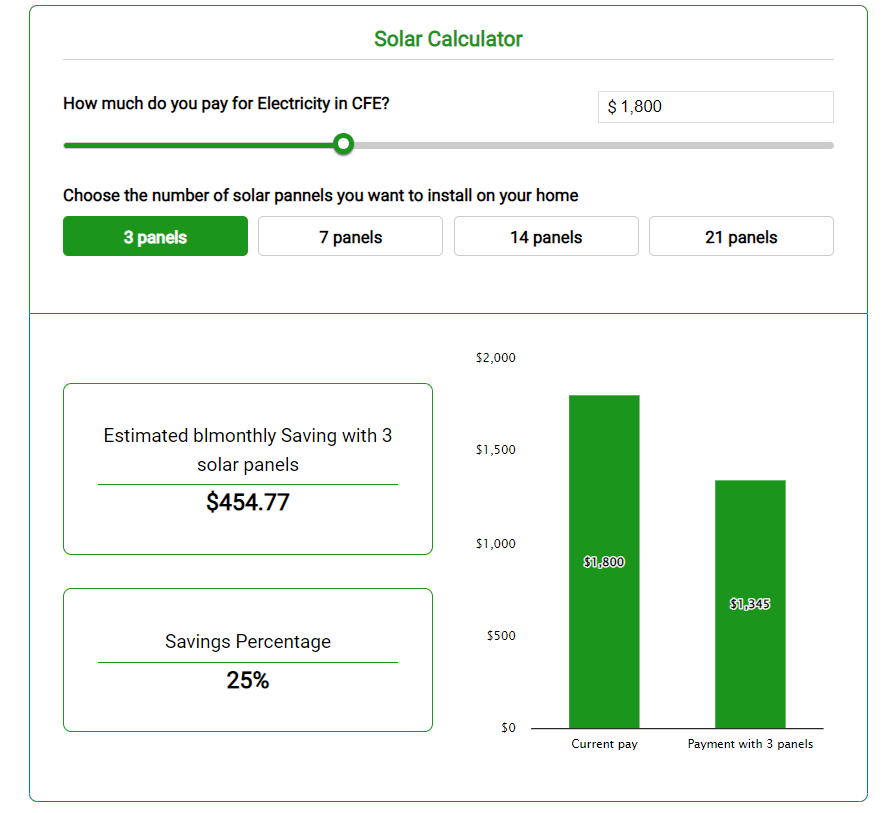 Solar Calculator
How much do you pay for Electricity in CFE?
$ 1,800
Choose the number of solar pannels you want to install on your home
3 panels
7 panels
14 panels
21 panels
Estimated blmonthly Saving with 3
solar panels
$454.77
Savings Percentage
25%
$2,000
$1,500
$1,000
$500
$0
$1,800
$1,345
Current pay
Payment with 3 panels